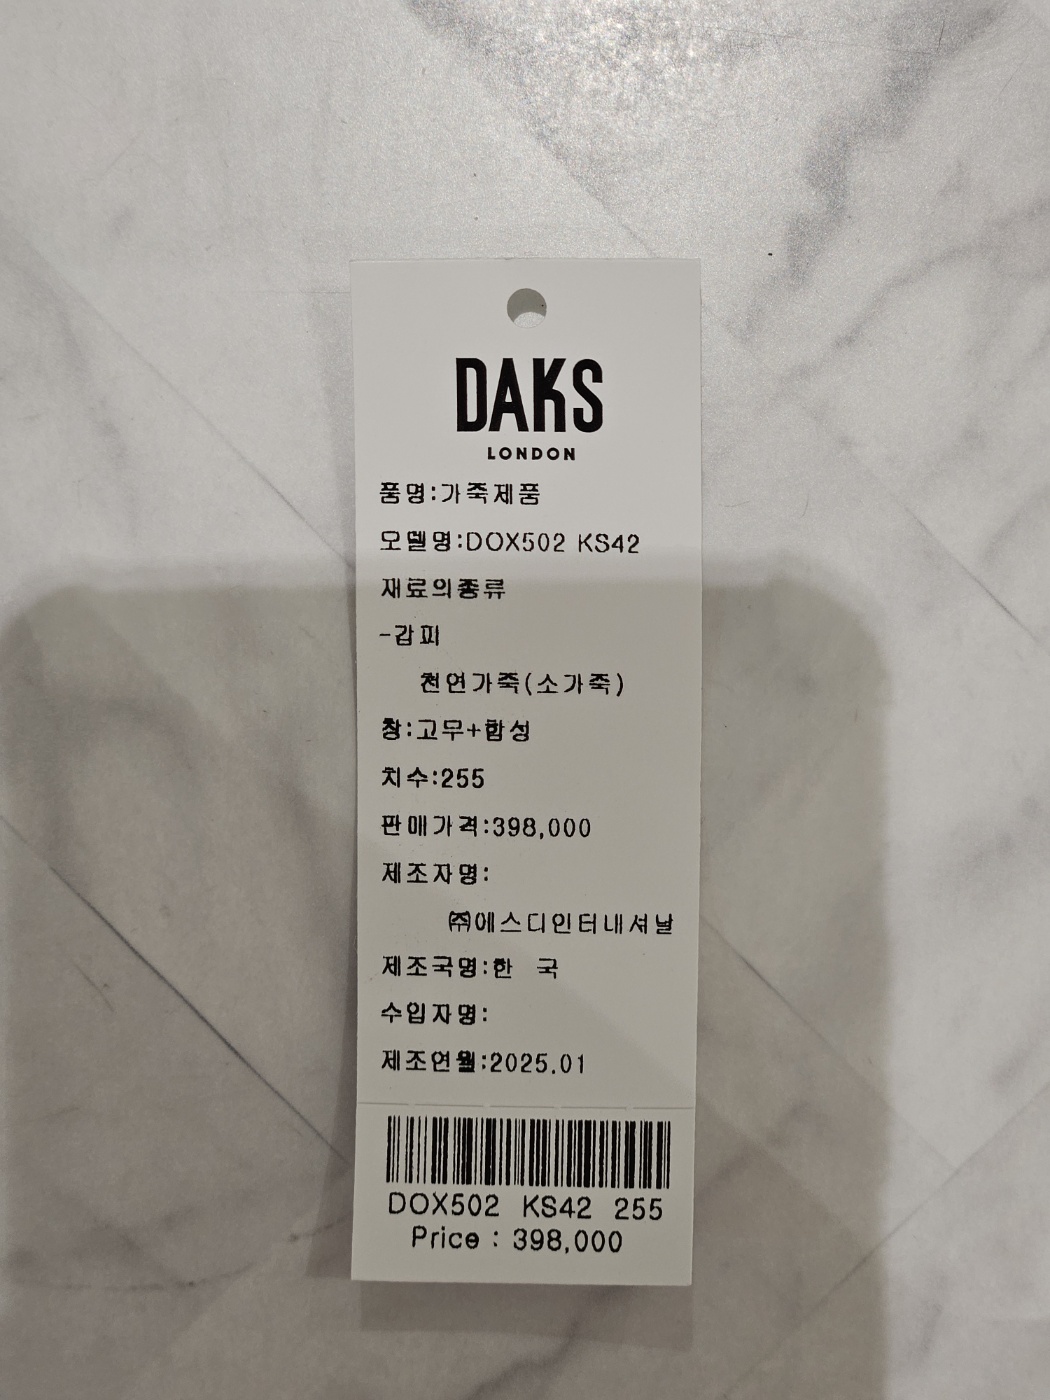 DAKS
LONDON
품명:가죽제품
모델명:DOX502 KS42
재료의종류
-갑피
천연가죽(소가죽)
창:고무+합성
치수:255
판매가격:398,000
제조자명:
㈜에스디인터내셔날
제조국명:한 국
수입자명:
제조연월:2025.01
DOX502 KS42 255
Price : 398,000